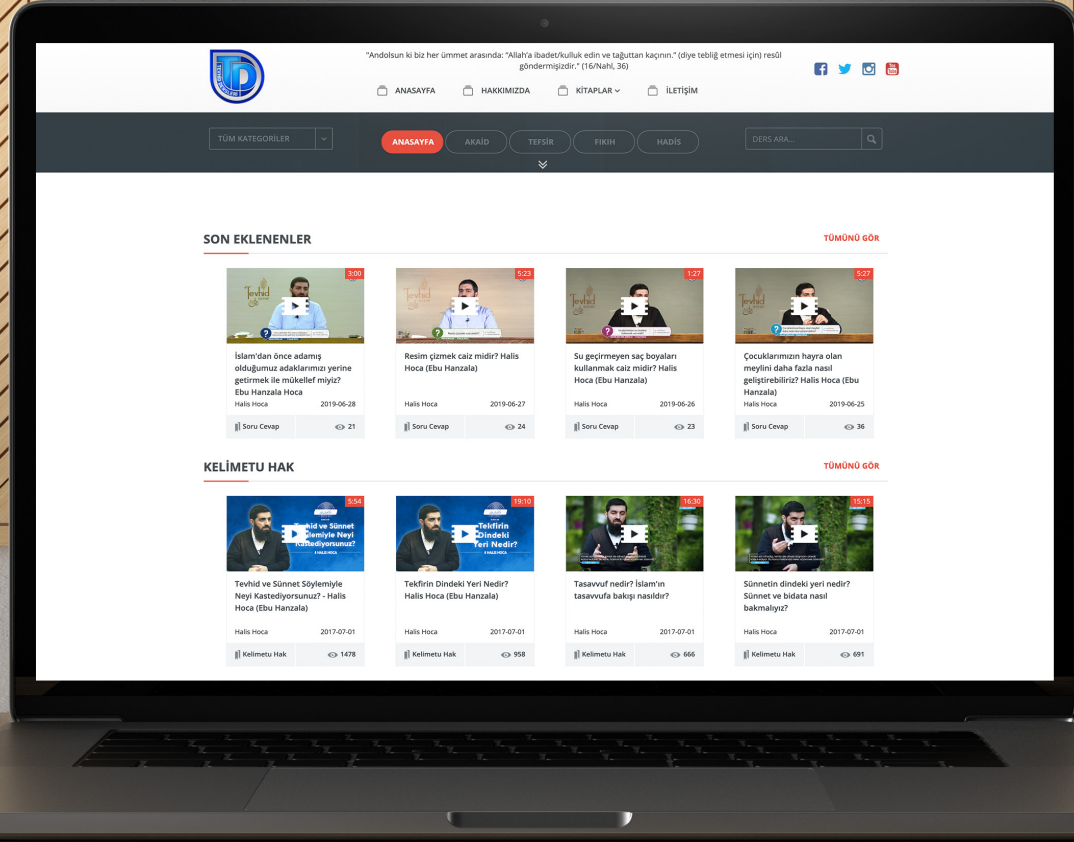 "Andolsun ki biz her ümmet arasında: "Allah'a ibadet/kulluk edin ve tağuttan kaçının." (diye tebliğ etmesi için) resûl
göndermişizdir." (16/Nahl, 36)
ANASAYFA HAKKIMIZDA KİTAPLAR İLETİŞİM
TÜM KATEGORİLER
ANASAYFA AKAİD TEFSİR FIKIH HADİS
DERS ARA...
SON EKLENENLER
TÜMÜNÜ GÖR
3:00
İslam'dan önce adamış
olduğumuz adaklarımızı yerine
getirmek ile mükellef miyiz?
Ebu Hanzala Hoca
Halis Hoca 2019-06-28
Soru Cevap 21
5:23
Resim çizmek caiz midir? Halis
Hoca (Ebu Hanzala)
Halis Hoca 2019-06-27
Soru Cevap 24
1:27
Su geçirmeyen saç boyaları
kullanmak caiz midir? Halis
Hoca (Ebu Hanzala)
Halis Hoca 2019-06-26
Soru Cevap 23
5:27
Çocuklarımızın hayra olan
meylini daha fazla nasıl
geliştirebiliriz? Halis Hoca (Ebu
Hanzala)
Halis Hoca 2019-06-25
Soru Cevap 36
KELİMETU HAK
TÜMÜNÜ GÖR
5:54
Tevhid ve Sünnet Söylemiyle
Neyi Kastediyorsunuz? - Halis
Hoca (Ebu Hanzala)
Halis Hoca 2017-07-01
Kelimetu Hak 1478
19:10
Tekfirin
Dindeki
Yeri Nedir?
Tekfirin Dindeki Yeri Nedir?
Halis Hoca (Ebu Hanzala)
Halis Hoca 2017-07-01
Kelimetu Hak 958
16:30
Tasavvuf nedir? İslam'ın
tasavvufa bakışı nasıldır?
Halis Hoca 2017-07-01
Kelimetu Hak 666
15:15
Sünnetin dindeki yeri nedir?
Sünnet ve bidata nasıl
bakmalıyız?
Halis Hoca 2017-07-01
Kelimetu Hak 691